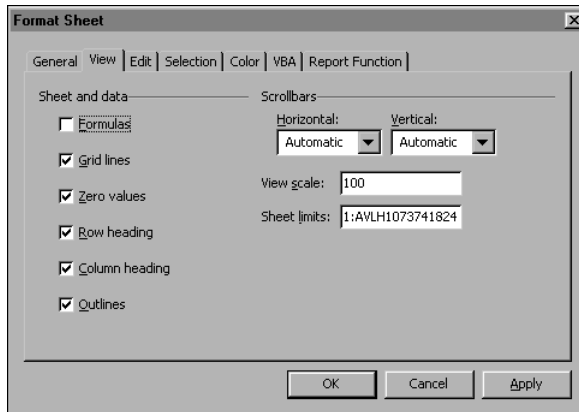 Format Sheet
General View Edit Selection Color VBA Report Function
Sheet and data
Formulas
Grid lines
Zero values
Row heading
Column heading
Outlines
Scrollbars
Horizontal: Vertical:
Automatic Automatic
View scale: 100
Sheet limits: 1:AVLH1073741824
OK Cancel Apply